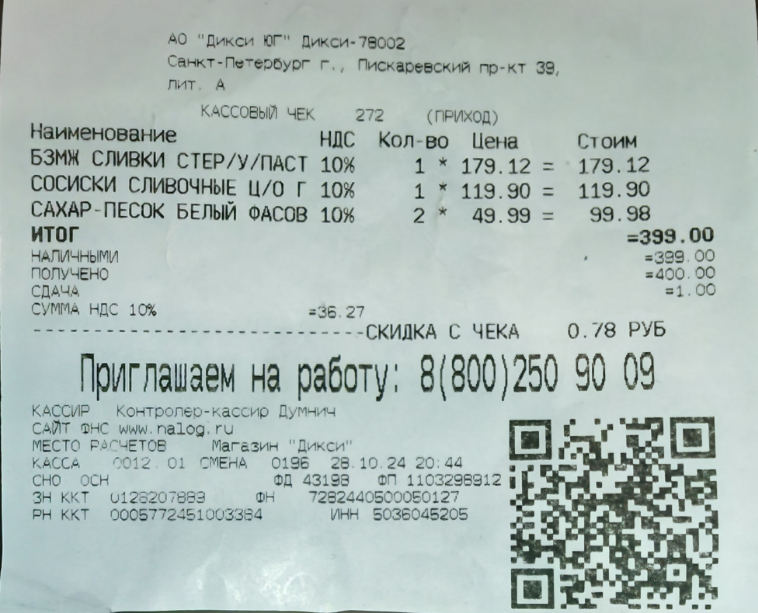 АО "Дикси ЮГ" Дикси-78002
Санкт-Петербург г., Пискаревский пр-кт 39,
лит. А
КАССОВЫЙ ЧЕК 272 (ПРИХОД)
Наименование НДС Кол-во Цена Стоим
БЗМЖ СЛИВКИ СТЕР/У/ПАСТ 10% 1 * 179.12 = 179.12
СОСИСКИ СЛИВОЧНЫЕ Ц/О Г 10% 1 * 119.90 = 119.90
САХАР-ПЕСОК БЕЛЫЙ ФАСОВ 10% 2 * 49.99 = 99.98
ИТОГ =399.00
НАЛИЧНЫМИ =399.00
ПОЛУЧЕНО =400.00
СДАЧА =1.00
СУММА НДС 10% =36.27
----------------------------СКИДКА С ЧЕКА 0.78 РУБ
Приглашаем на работу: 8(800)250 90 09
КАССИР Контролер-кассир Думнич
САЙТ ФНС www.nalog.ru
МЕСТО РАСЧЕТОВ Магазин "Дикси"
КАССА 0012.01 СМЕНА 0196 28.10.24 20:44
СНО ОСН ФД 43198 ФП 1103298912
ЗН ККТ 0128207889 ФН 7282440500050127
РН ККТ 0005772451003384 ИНН 5036045205